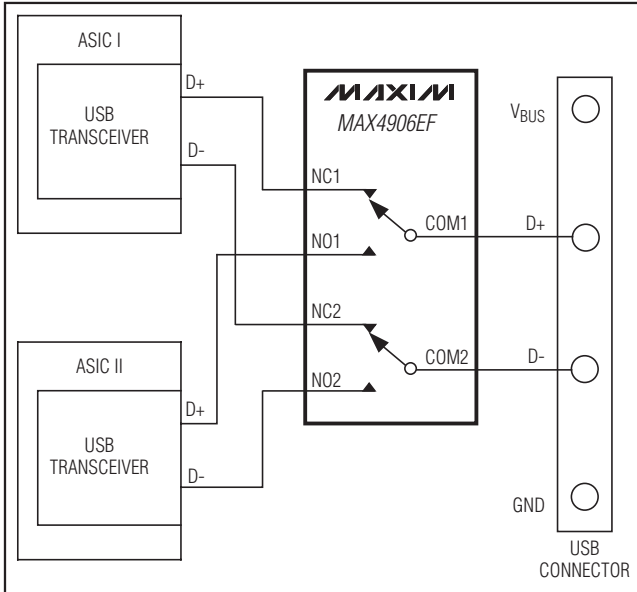 ASIC I
USB
TRANSCEIVER
D+
D-
MAXIM
MAX4906EF
NC1
COM1
NO1
NC2
COM2
NO2
VBUS
D+
D-
GND
USB
CONNECTOR
ASIC II
USB
TRANSCEIVER
D+
D-